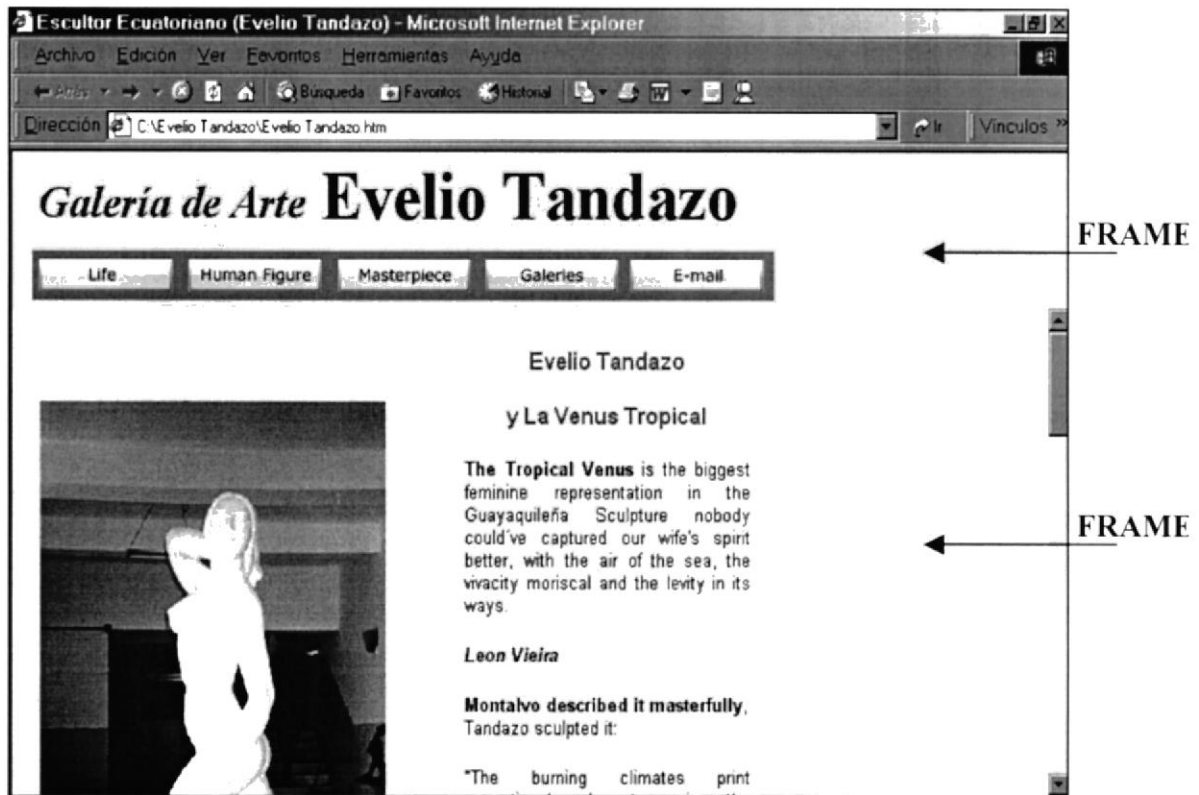 Escultor Ecuatoriano (Evelio Tandazo) - Microsoft Internet Explorer
Archivo Edición Ver Favoritos Herramientas Ayuda
Atrás Búsqueda Favoritos Historial
Dirección C:\Evelio Tandazo\Evelio Tandazo.htm Ir Vínculos »
Galería de Arte Evelio Tandazo
FRAME
Life Human Figure Masterpiece Galeries E-mail
Evelio Tandazo
y La Venus Tropical
The Tropical Venus is the biggest
feminine representation in the
Guayaquileña Sculpture nobody
could've captured our wife's spirit
better, with the air of the sea, the
vivacity moriscal and the levity in its
ways.
FRAME
Leon Vieira
Montalvo described it masterfully,
Tandazo sculpted it:
"The burning climates print